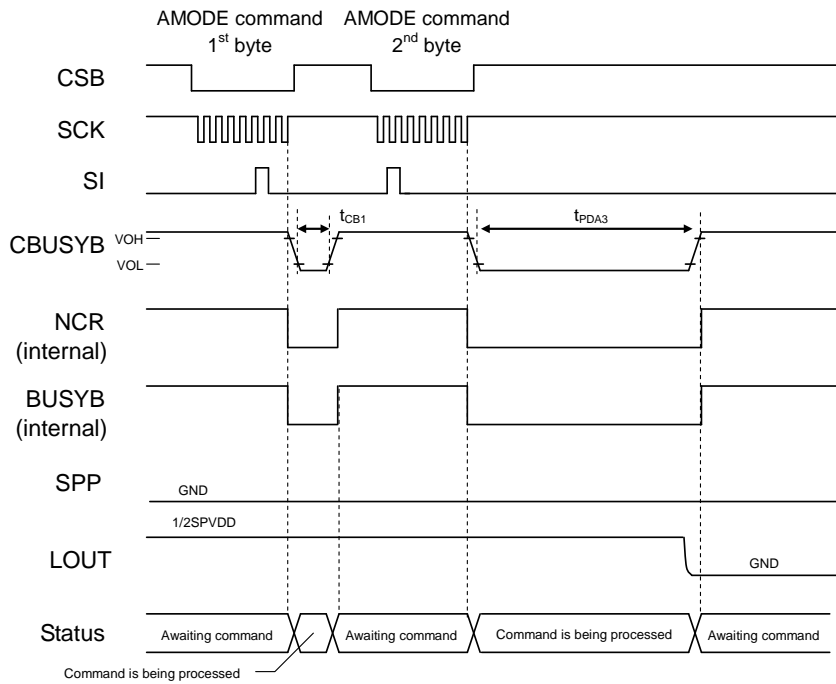 AMODE command
1st byte
AMODE command
2nd byte
CSB
SCK
SI
tCB1
tPDA3
CBUSYB
VOH
VOL
NCR
(internal)
BUSYB
(internal)
SPP
GND
1/2SPVDD
LOUT
GND
Status
Awaiting command
Awaiting command
Command is being processed
Awaiting command
Command is being processed